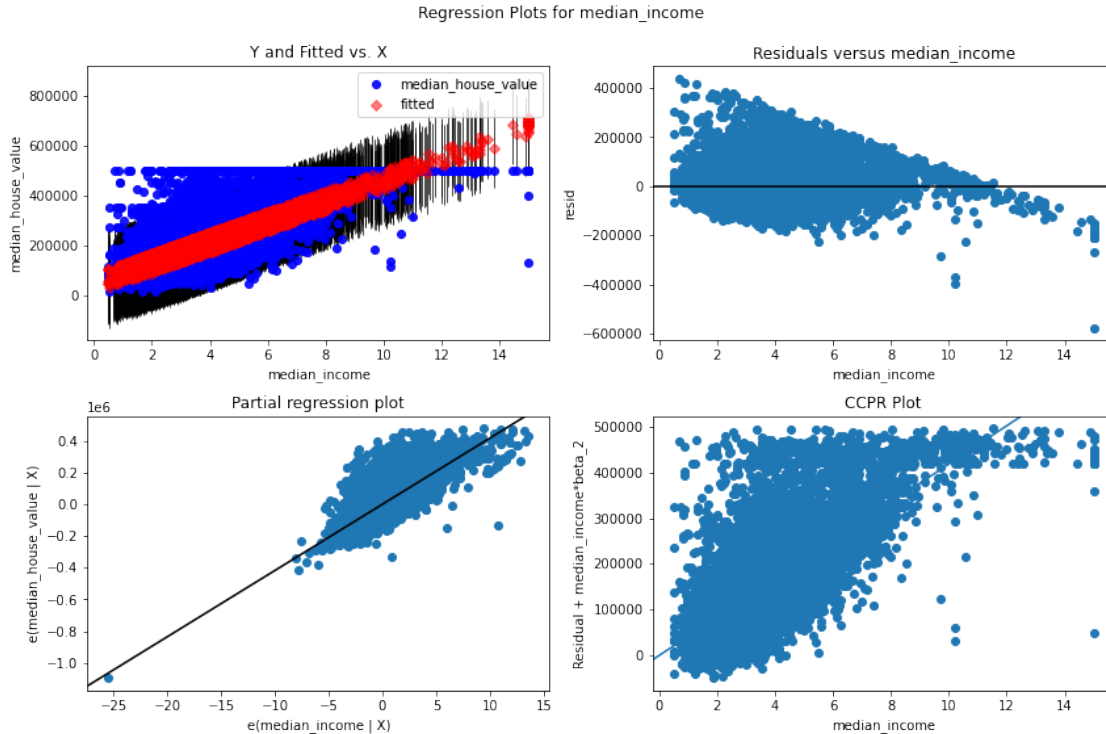 Regression Plots for median_income
Y and Fitted vs. X
median_house_value
fitted
800000
600000
400000
200000
0
median_house_value
0 2 4 6 8 10 12 14
median_income
Residuals versus median_income
400000
200000
0
−200000
−400000
−600000
resid
0 2 4 6 8 10 12 14
median_income
Partial regression plot
1e6
0.4
0.2
0.0
−0.2
−0.4
−0.6
−0.8
−1.0
e(median_house_value | X)
−25 −20 −15 −10 −5 0 5 10 15
e(median_income | X)
CCPR Plot
500000
400000
300000
200000
100000
0
Residual + median_income*beta_2
0 2 4 6 8 10 12 14
median_income